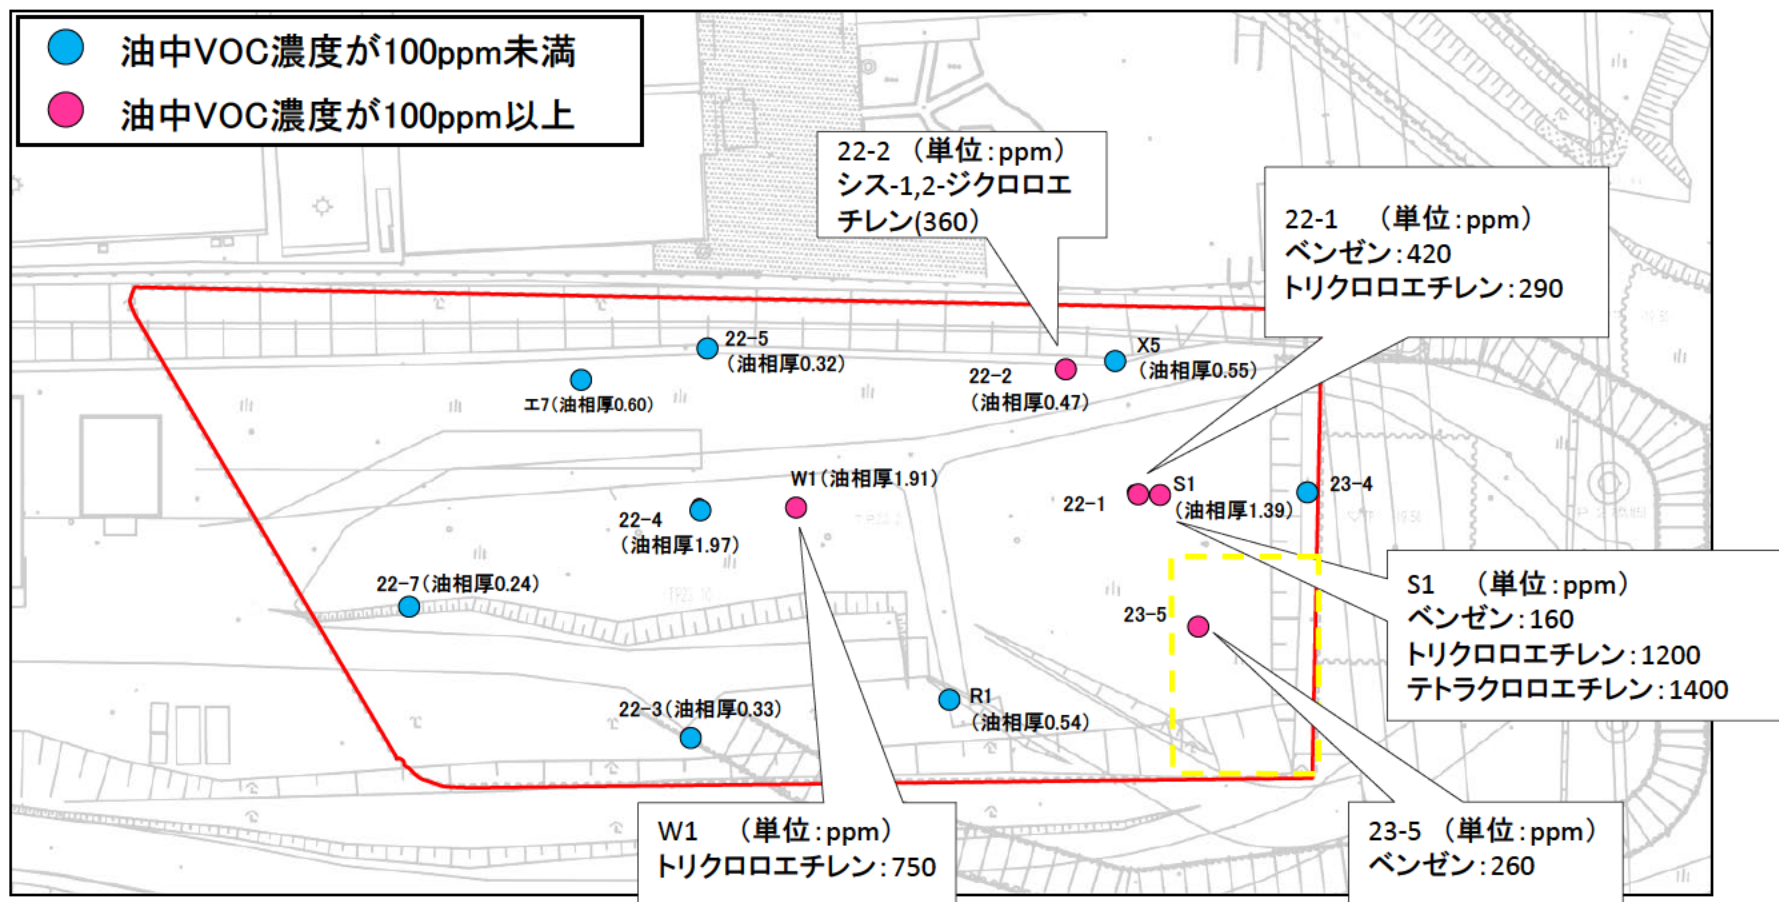 油中VOC濃度が100ppm未満
油中VOC濃度が100ppm以上
22-2 （単位:ppm）
シス-1,2-ジクロロエ
チレン(360)
22-1 （単位:ppm）
ベンゼン:420
トリクロロエチレン:290
22-5
（油相厚0.32）
X5
（油相厚0.55）
22-2
（油相厚0.47）
エ7（油相厚0.60）
W1（油相厚1.91）
22-1
S1
（油相厚1.39）
23-4
22-4
（油相厚1.97）
22-7（油相厚0.24）
23-5
S1 （単位:ppm）
ベンゼン:160
トリクロロエチレン:1200
テトラクロロエチレン:1400
22-3（油相厚0.33）
R1
（油相厚0.54）
W1 （単位:ppm）
トリクロロエチレン:750
23-5 （単位:ppm）
ベンゼン:260